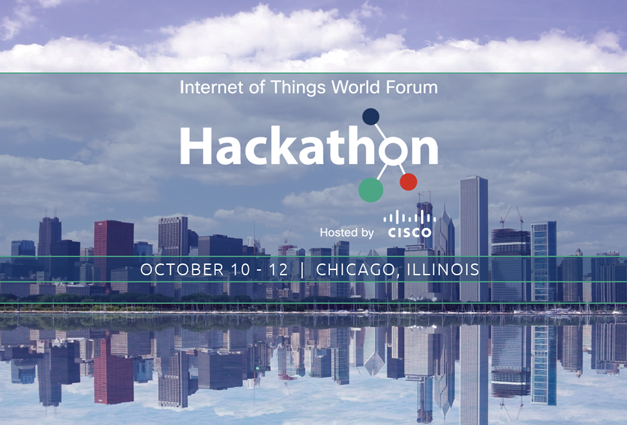 Internet of Things World Forum
Hackathon
Hosted by CISCO
OCTOBER 10 - 12 | CHICAGO, ILLINOIS